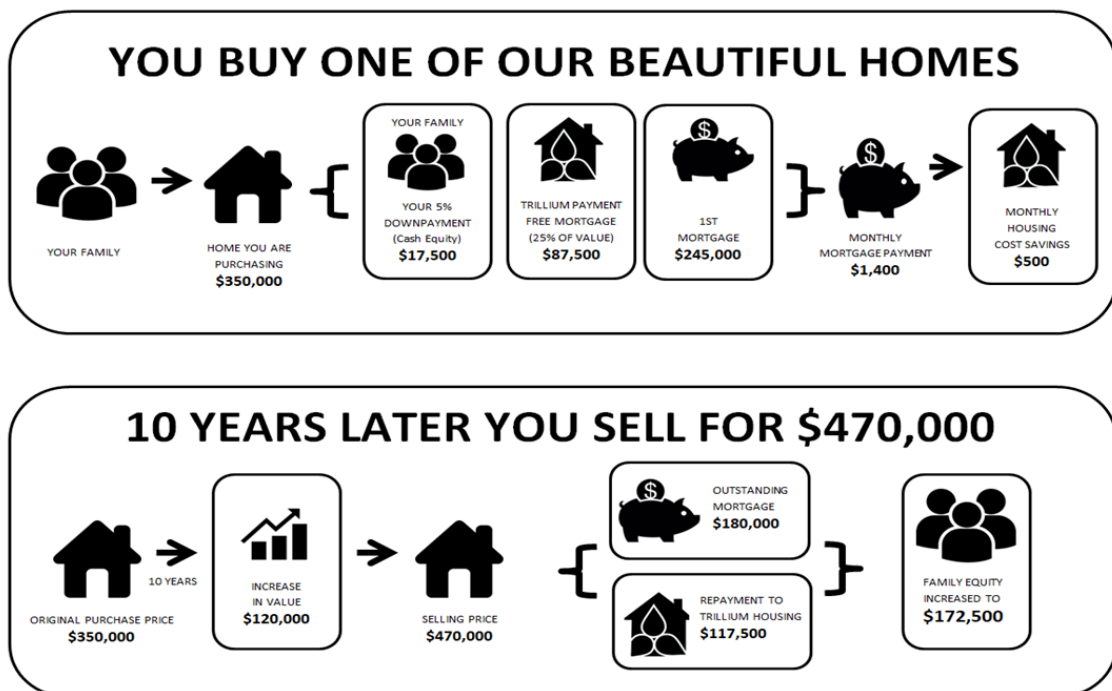 YOU BUY ONE OF OUR BEAUTIFUL HOMES
YOUR FAMILY
HOME YOU ARE
PURCHASING
$350,000
YOUR FAMILY
YOUR 5%
DOWNPAYMENT
(Cash Equity)
$17,500
TRILLIUM PAYMENT
FREE MORTGAGE
(25% OF VALUE)
$87,500
$
1ST
MORTGAGE
$245,000
$
MONTHLY
MORTGAGE PAYMENT
$1,400
MONTHLY
HOUSING
COST SAVINGS
$500
10 YEARS LATER YOU SELL FOR $470,000
ORIGINAL PURCHASE PRICE
$350,000
10 YEARS
INCREASE
IN VALUE
$120,000
SELLING PRICE
$470,000
$
OUTSTANDING
MORTGAGE
$180,000
REPAYMENT TO
TRILLIUM HOUSING
$117,500
FAMILY EQUITY
INCREASED TO
$172,500